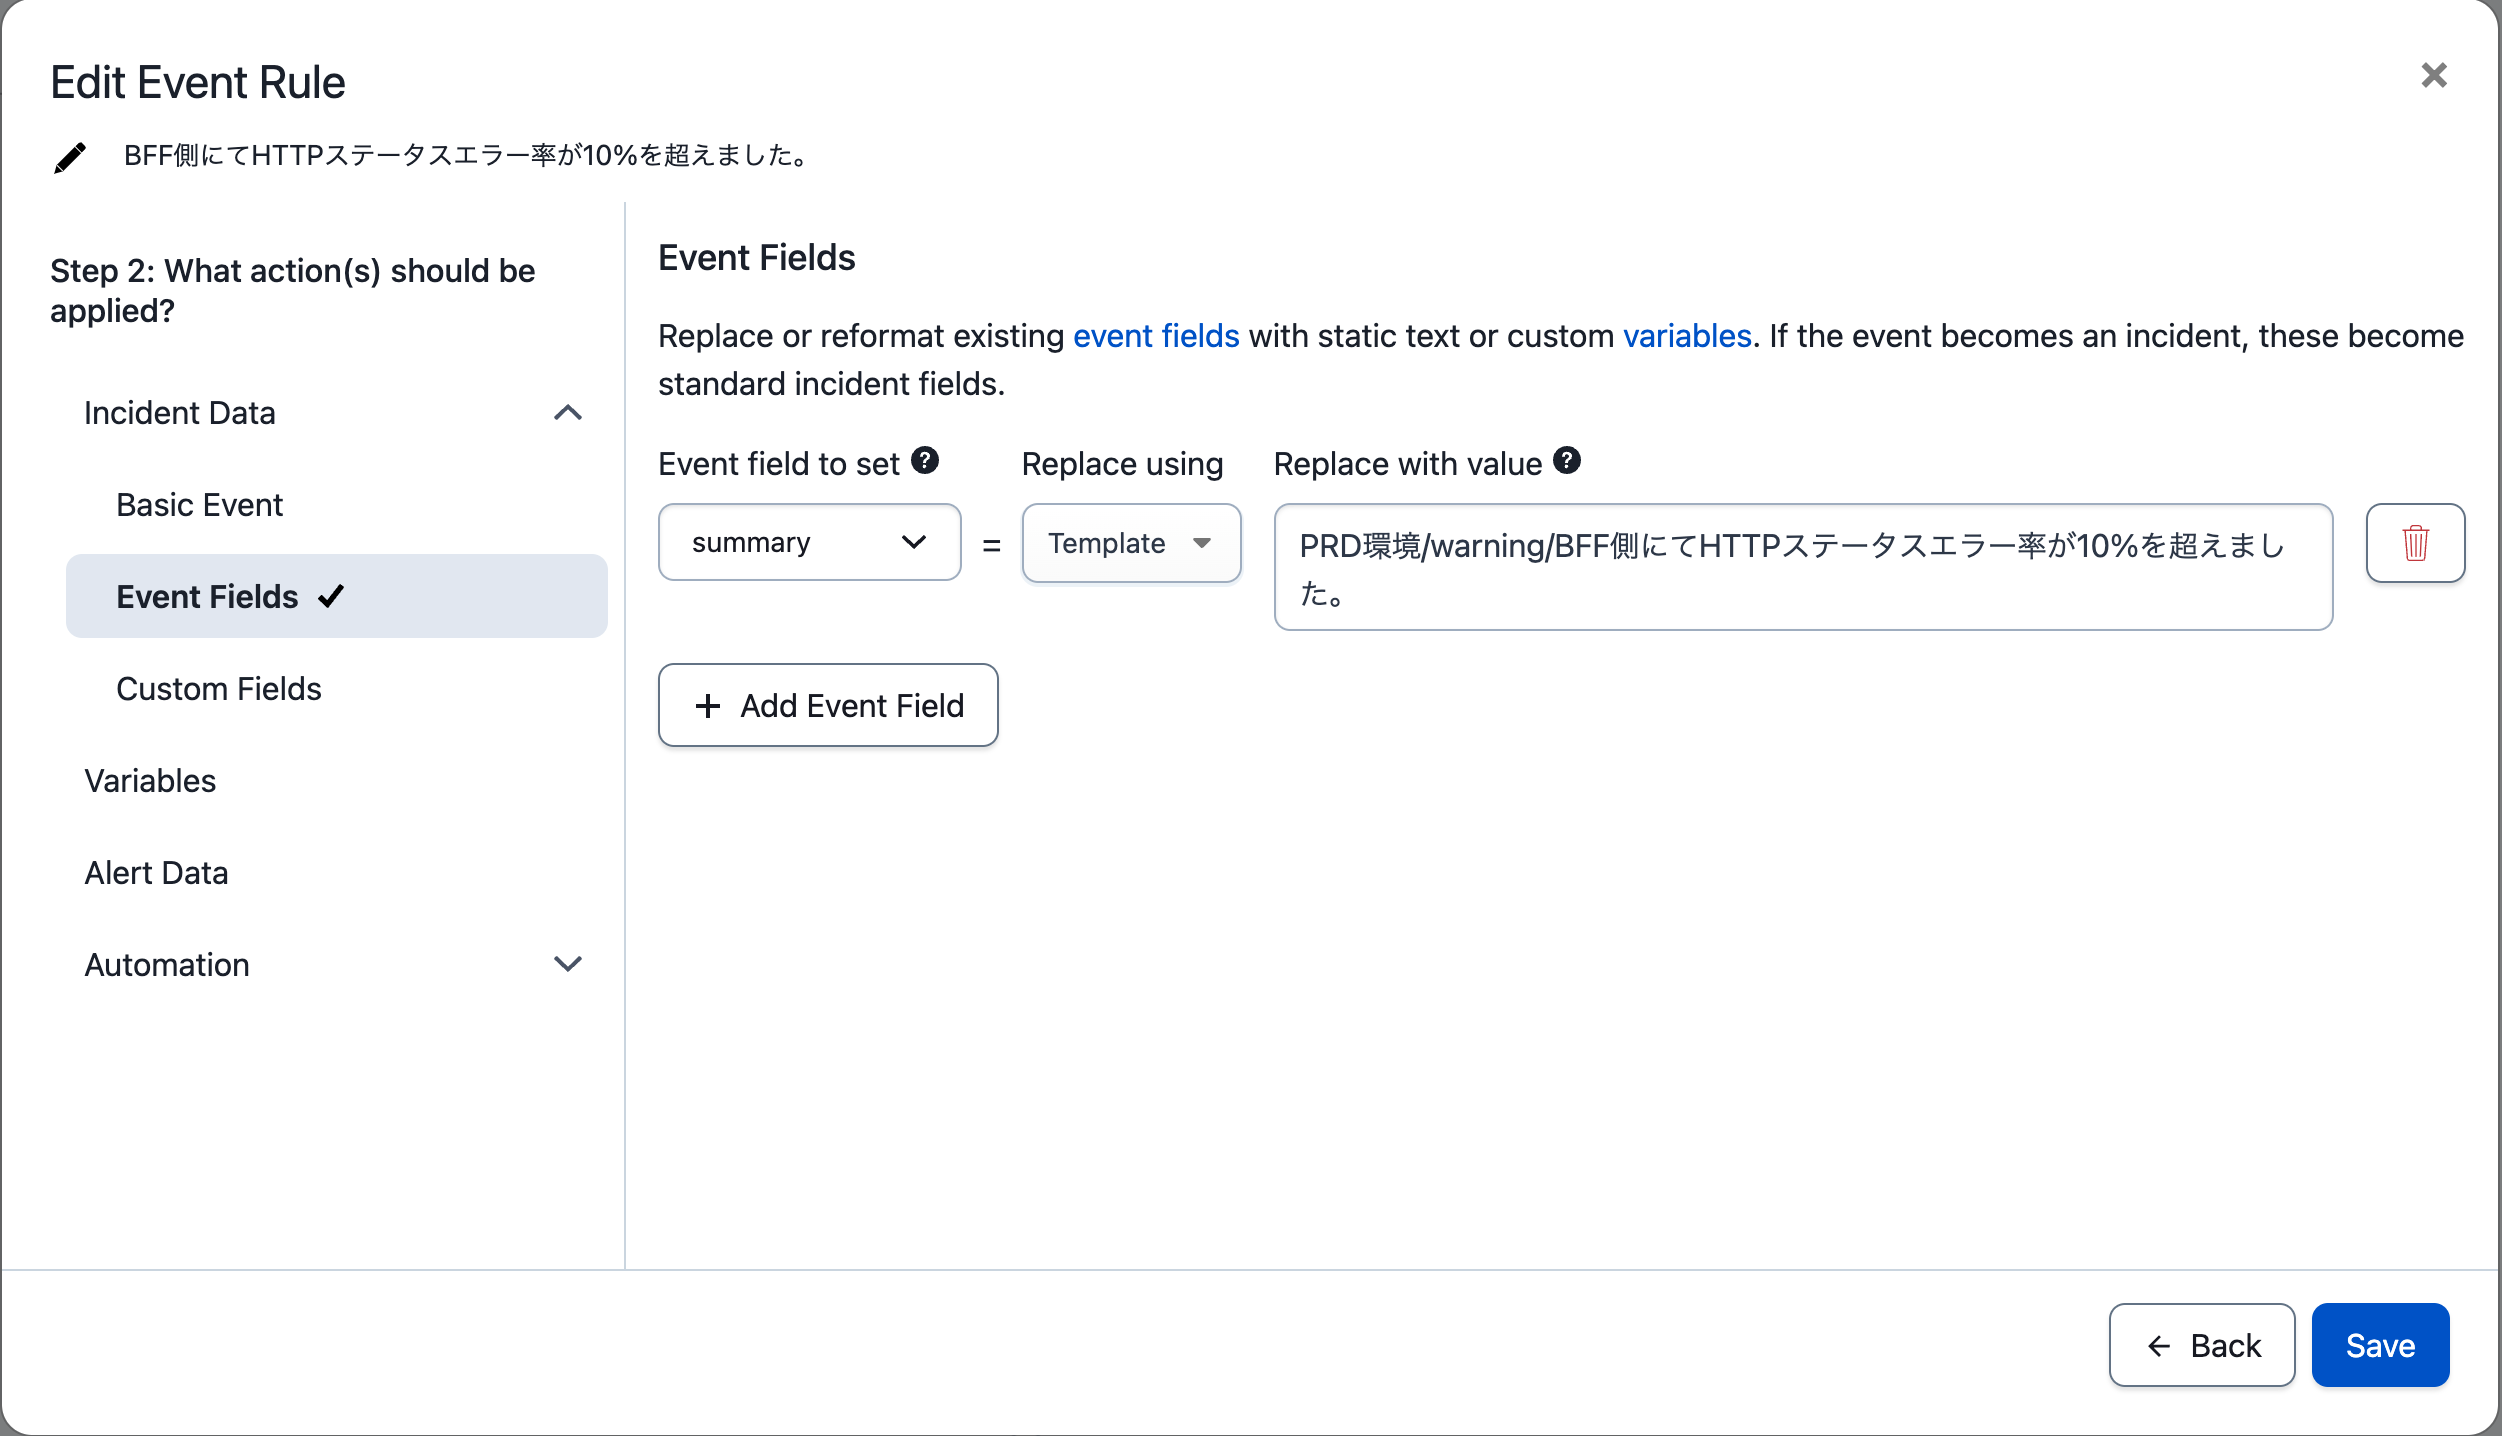 Edit Event Rule
BFF側にてHTTPステータスエラー率が10%を超えました。
Step 2: What action(s) should be
applied?
Incident Data
Basic Event
Event Fields
Custom Fields
Variables
Alert Data
Automation
Event Fields
Replace or reformat existing event fields with static text or custom variables. If the event becomes an incident, these become
standard incident fields.
Event field to set ?
Replace using
Replace with value ?
summary
=
Template
PRD環境/warning/BFF側にてHTTPステータスエラー率が10%を超えまし
た。
+ Add Event Field
← Back
Save